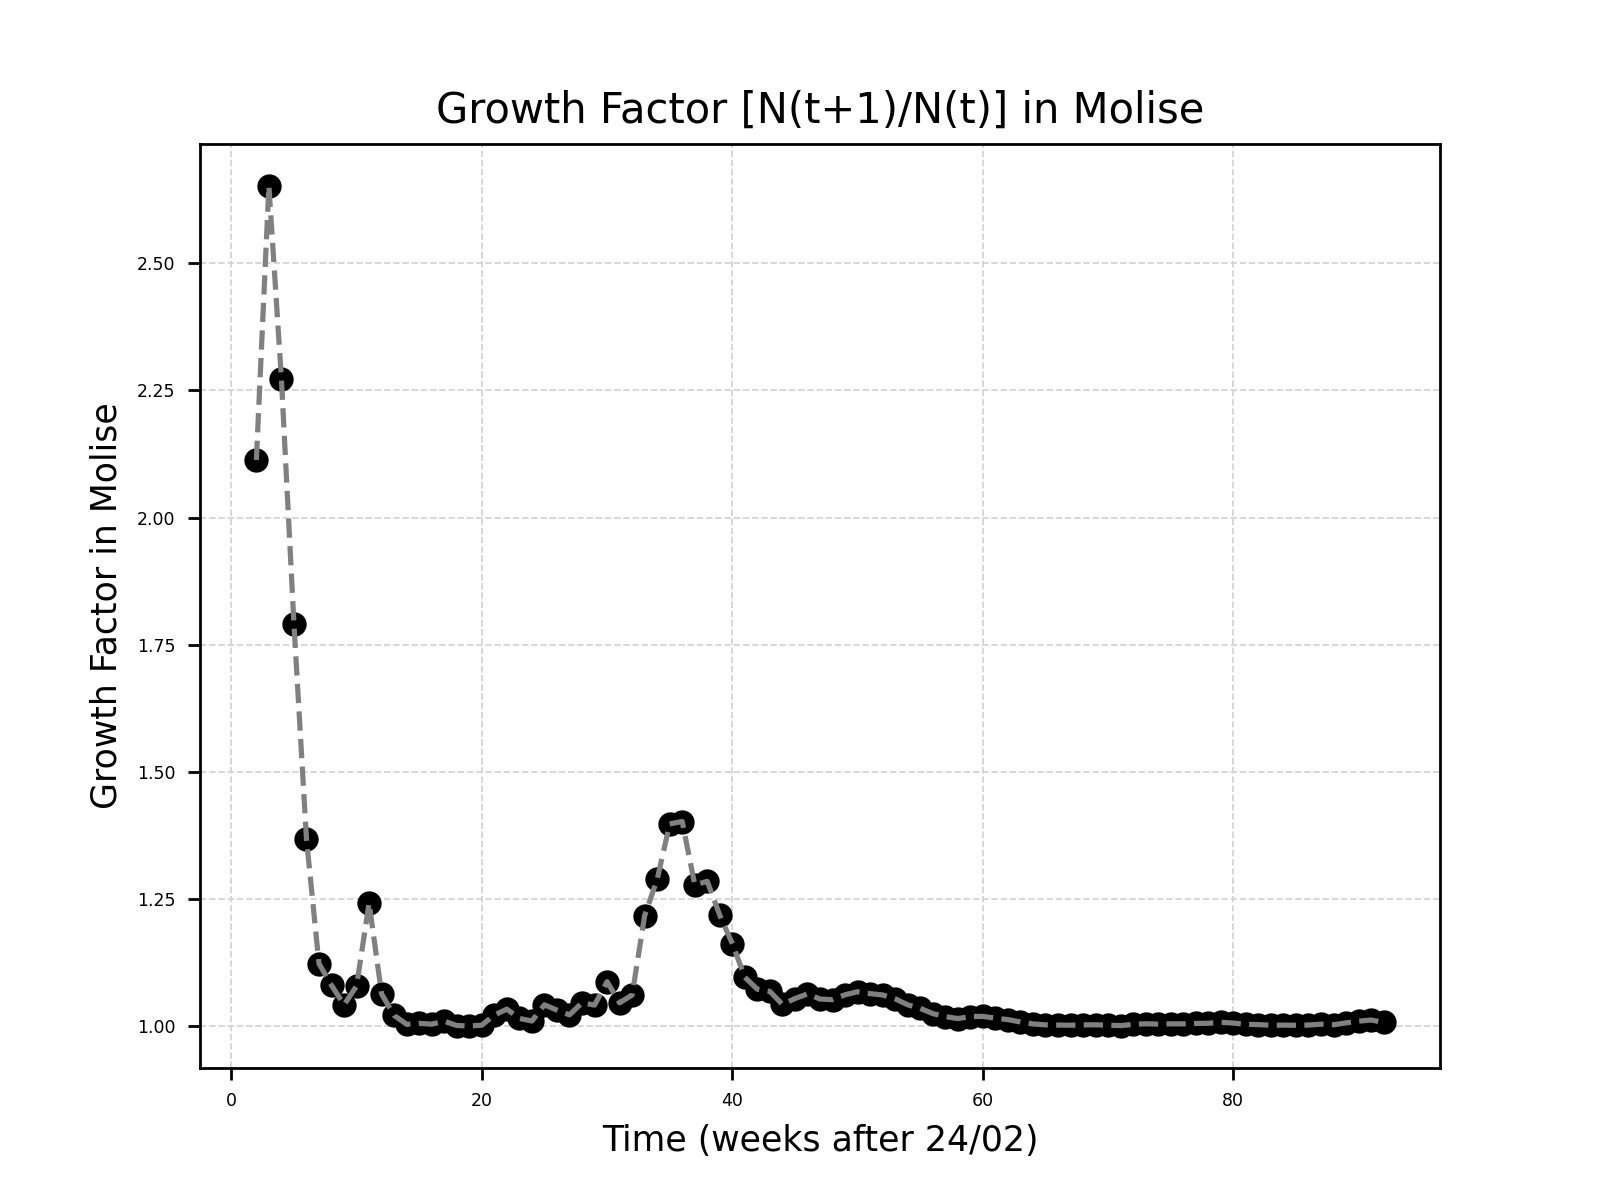 Growth Factor [N(t+1)/N(t)] in Molise
Growth Factor in Molise
2.50
2.25
2.00
1.75
1.50
1.25
1.00
0 20 40 60 80
Time (weeks after 24/02)